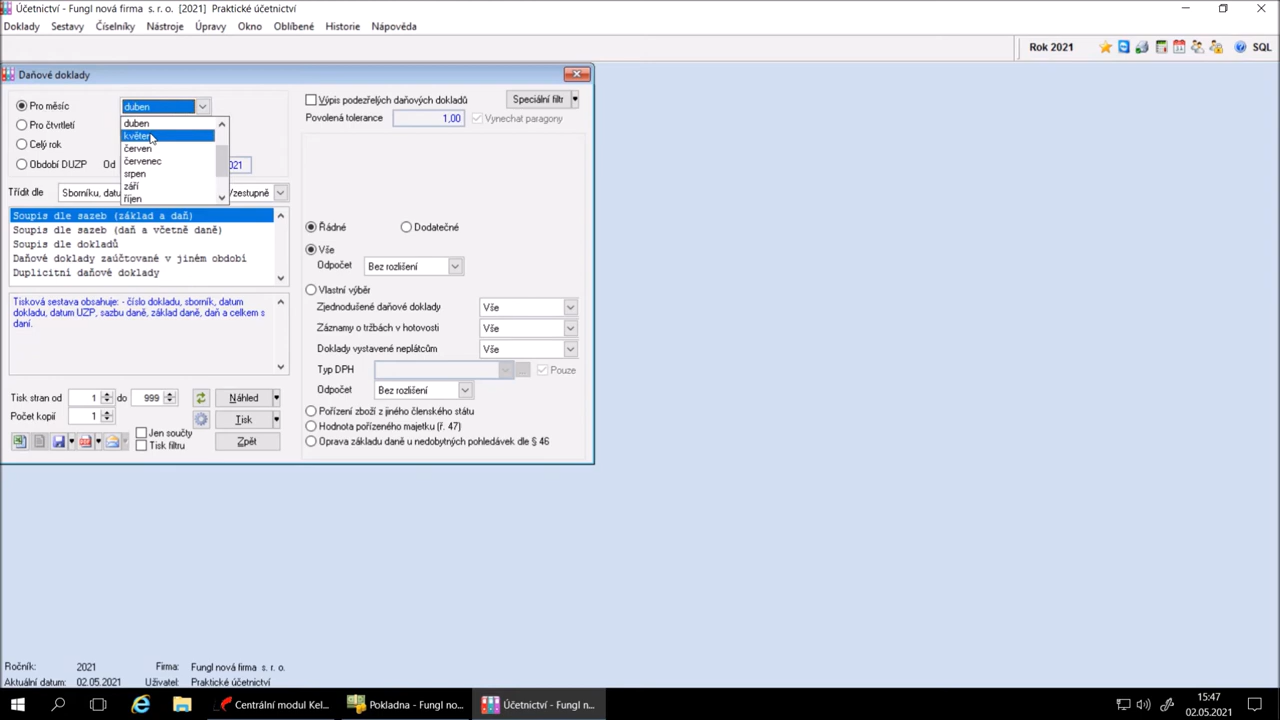 Účetnictví - Fungl nová firma s. r. o. [2021] Praktické účetnictví
Doklady Sestavy Číselníky Nástroje Úpravy Okno Oblíbené Historie Nápověda
Rok 2021 SQL
Daňové doklady
Pro měsíc duben
Výpis podezřelých daňových dokladů Speciální filtr
Povolená tolerance 1,00 Vynechat paragony
Pro čtvrtletí
Celý rok
Období DUZP Od 021
duben
květen
červen
červenec
srpen
září
říjen
Třídit dle Sborníku, datu /zestupně
Soupis dle sazeb (základ a daň)
Soupis dle sazeb (daň a včetně daně)
Soupis dle dokladů
Daňové doklady zaúčtované v jiném období
Duplicitní daňové doklady
Tisková sestava obsahuje: - číslo dokladu, sborník, datum
dokladu, datum UZP, sazbu daně, základ daně, daň a celkem s
daní.
Řádné Dodatečné
Vše
Odpočet Bez rozlišení
Vlastní výběr
Zjednodušené daňové doklady Vše
Záznamy o tržbách v hotovosti Vše
Doklady vystavené neplátcům Vše
Typ DPH ... Pouze
Odpočet Bez rozlišení
Pořízení zboží z jiného členského státu
Hodnota pořízeného majetku (ř. 47)
Oprava základu daně u nedobytných pohledávek dle § 46
Tisk stran od 1 do 999 Náhled
Počet kopií 1 Tisk
Jen součty
Tisk filtru
Zpět
Ročník: 2021 Firma: Fungl nová firma s. r. o.
Aktuální datum: 02.05.2021 Uživatel: Praktické účetnictví
Centrální modul Kel... Pokladna - Fungl no... Účetnictví - Fungl n...
15:47
02.05.2021